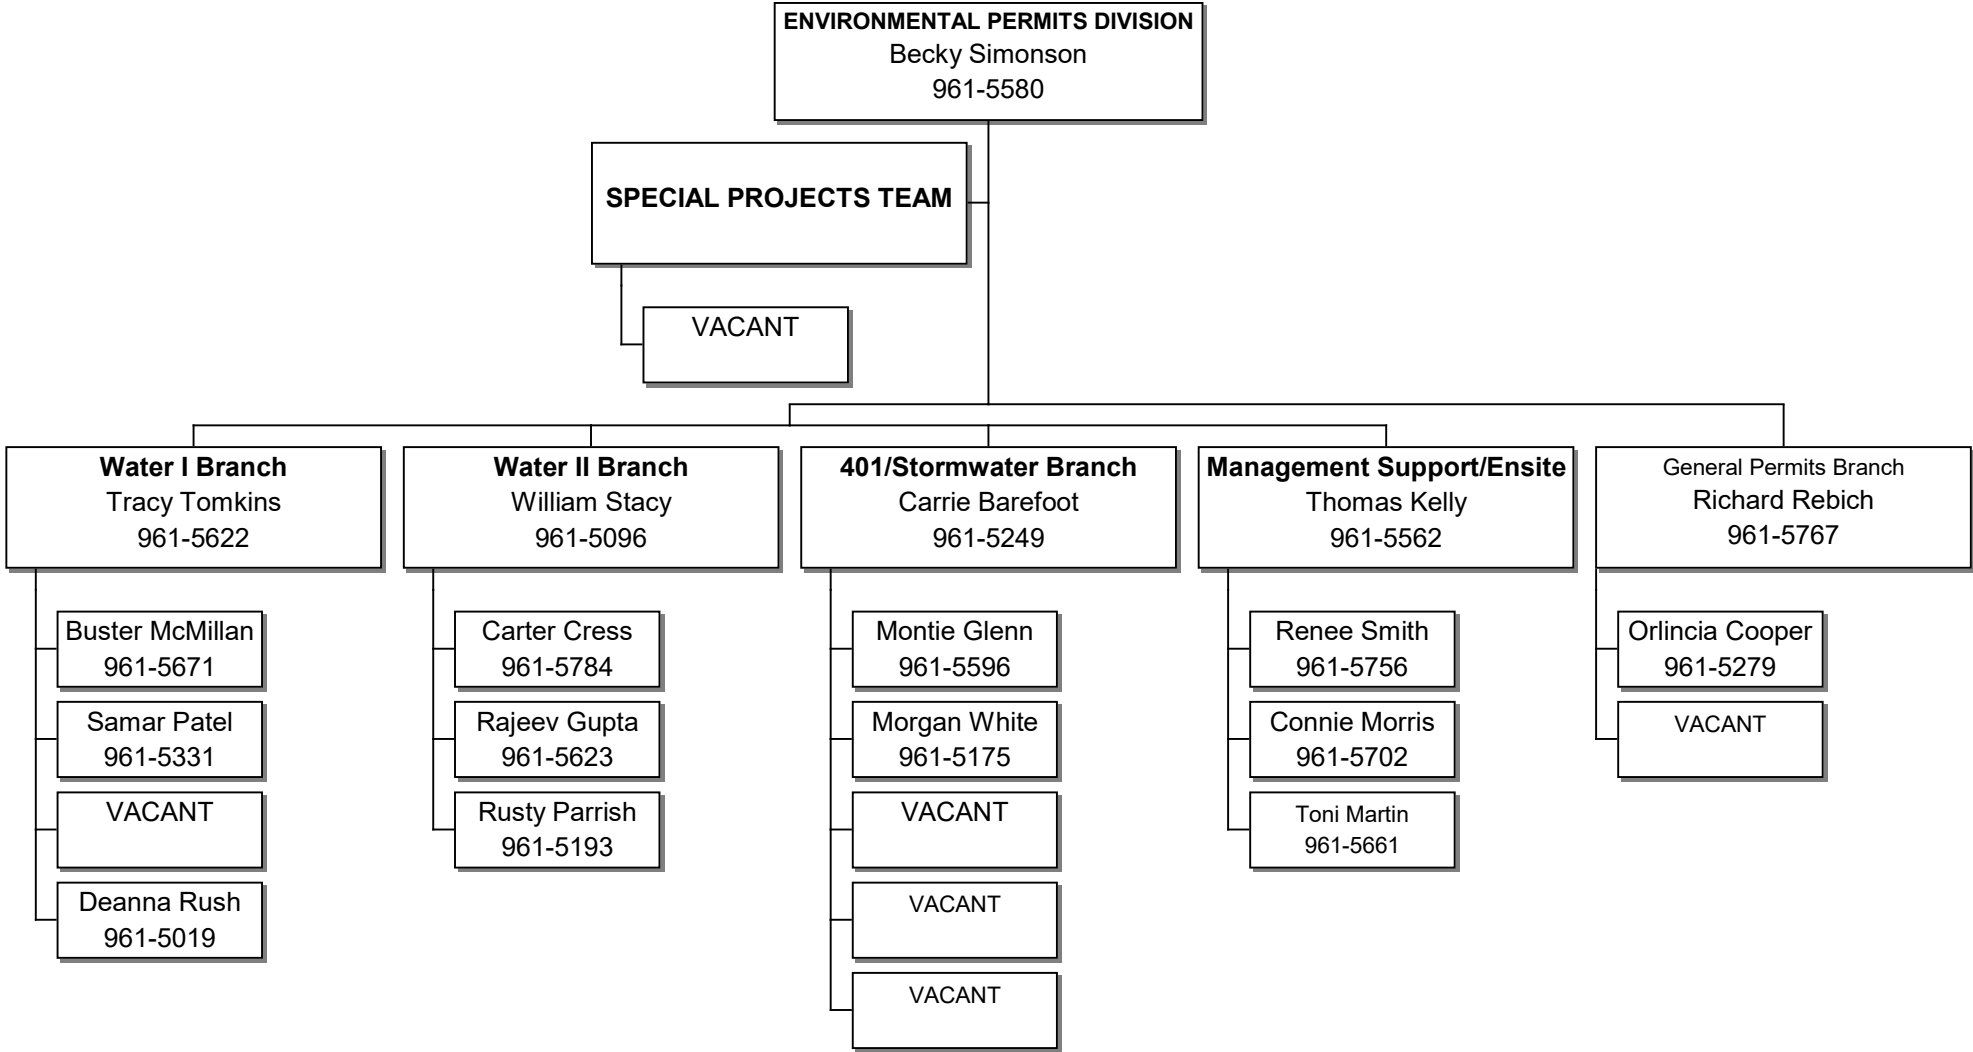 ENVIRONMENTAL PERMITS DIVISION
Becky Simonson
961-5580
SPECIAL PROJECTS TEAM
VACANT
Water I Branch
Tracy Tomkins
961-5622
Buster McMillan
961-5671
Samar Patel
961-5331
VACANT
Deanna Rush
961-5019
Water II Branch
William Stacy
961-5096
Carter Cress
961-5784
Rajeev Gupta
961-5623
Rusty Parrish
961-5193
401/Stormwater Branch
Carrie Barefoot
961-5249
Montie Glenn
961-5596
Morgan White
961-5175
VACANT
VACANT
VACANT
Management Support/Ensite
Thomas Kelly
961-5562
Renee Smith
961-5756
Connie Morris
961-5702
Toni Martin
961-5661
General Permits Branch
Richard Rebich
961-5767
Orlincia Cooper
961-5279
VACANT